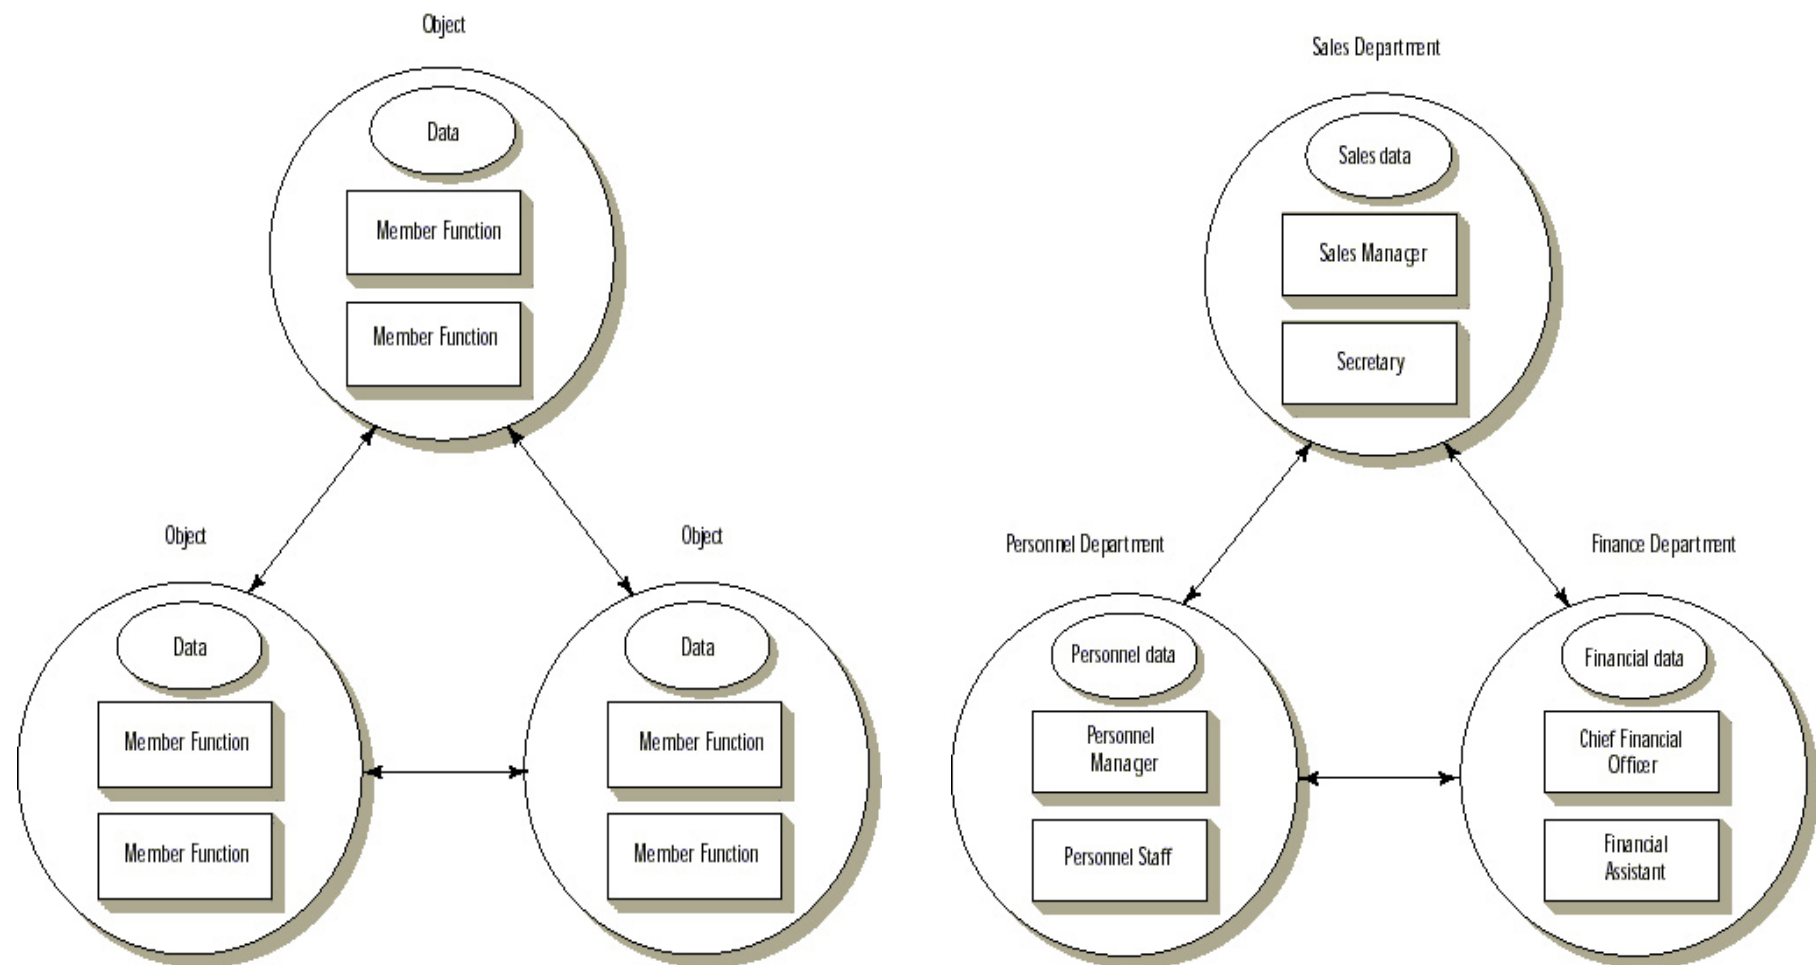 Object
Data
Member Function
Member Function
Object
Data
Member Function
Member Function
Object
Data
Member Function
Member Function
Sales Department
Sales data
Sales Manager
Secretary
Personnel Department
Personnel data
Personnel
Manager
Personnel Staff
Finance Department
Financial data
Chief Financial
Officer
Financial
Assistant